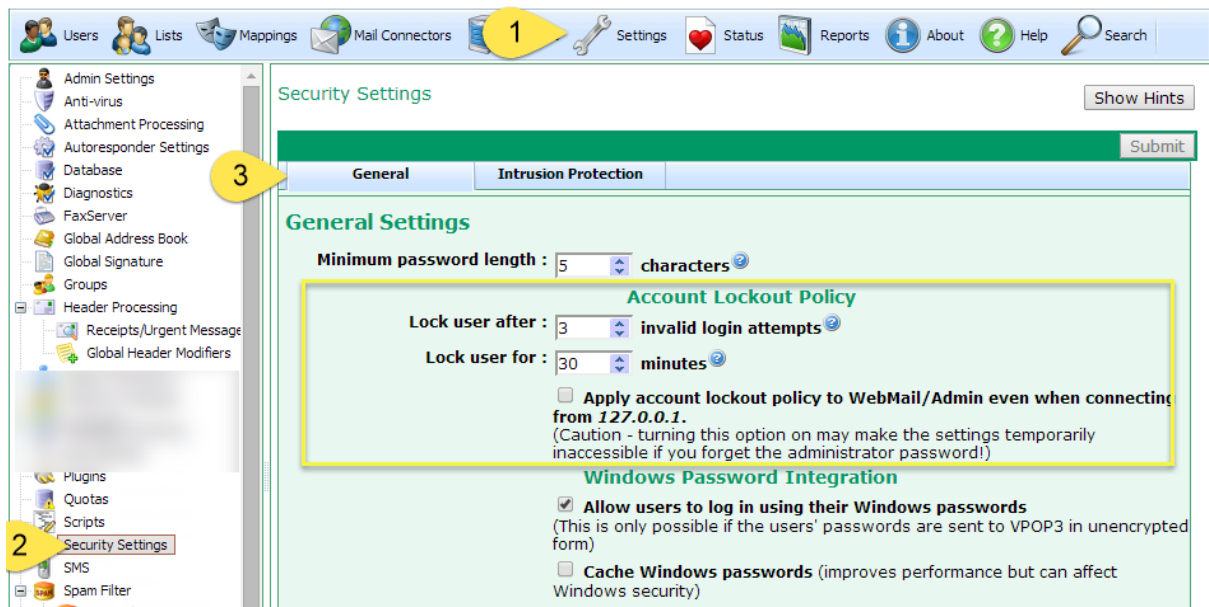 Users
Lists
Mappings
Mail Connectors
1
Settings
Status
Reports
About
Help
Search
Admin Settings
Anti-virus
Attachment Processing
Autoresponder Settings
Database
Diagnostics
FaxServer
Global Address Book
Global Signature
Groups
Header Processing
Receipts/Urgent Message
Global Header Modifiers
Plugins
Quotas
Scripts
2
Security Settings
SMS
Spam Filter
Security Settings
Show Hints
Submit
3
General
Intrusion Protection
General Settings
Minimum password length : 5 characters
Account Lockout Policy
Lock user after : 3 invalid login attempts
Lock user for : 30 minutes
Apply account lockout policy to WebMail/Admin even when connecting
from 127.0.0.1.
(Caution - turning this option on may make the settings temporarily
inaccessible if you forget the administrator password!)
Windows Password Integration
Allow users to log in using their Windows passwords
(This is only possible if the users' passwords are sent to VPOP3 in unencrypted
form)
Cache Windows passwords (improves performance but can affect
Windows security)